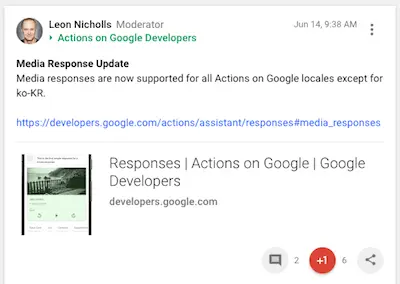 Leon Nicholls Moderator
Jun 14, 9:38 AM
Actions on Google Developers
Media Response Update
Media responses are now supported for all Actions on Google locales except for
ko-KR.
https://developers.google.com/actions/assistant/responses#media_responses
Responses | Actions on Google | Google
Developers
developers.google.com
2
+1
6